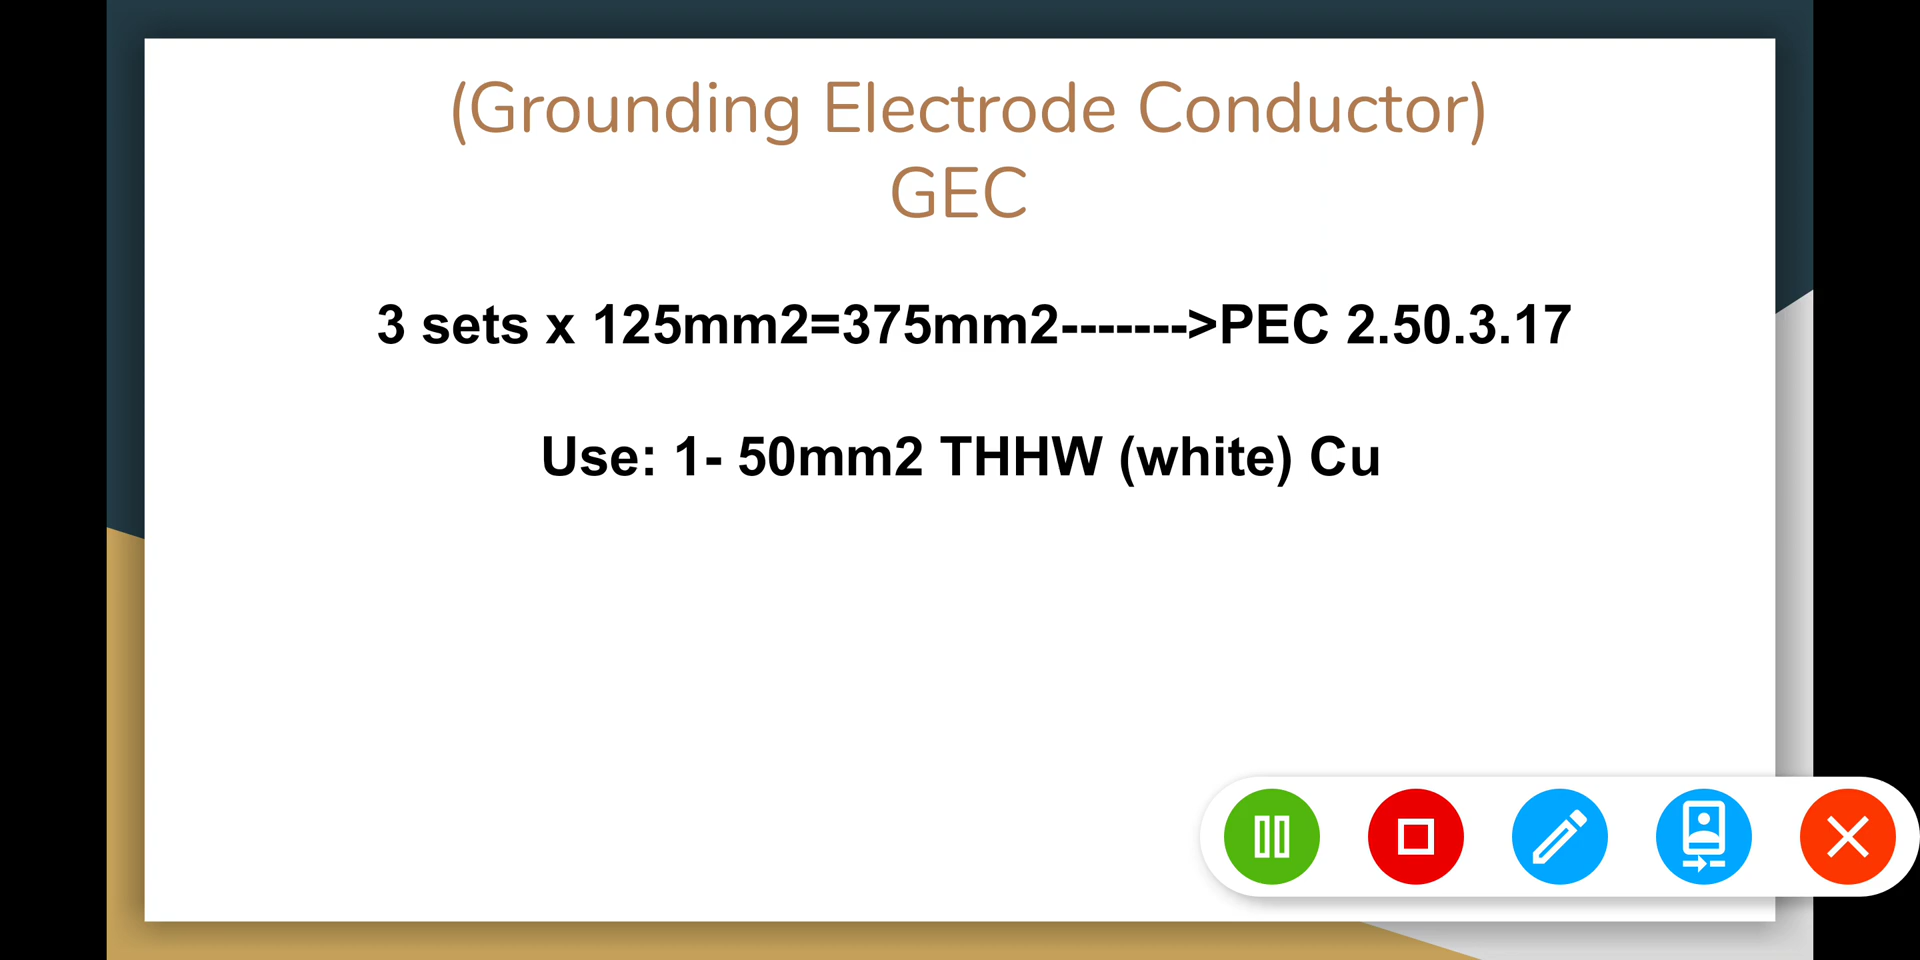 (Grounding Electrode Conductor)
GEC
3 sets x 125mm2=375mm2------->PEC 2.50.3.17
Use: 1- 50mm2 THHW (white) Cu